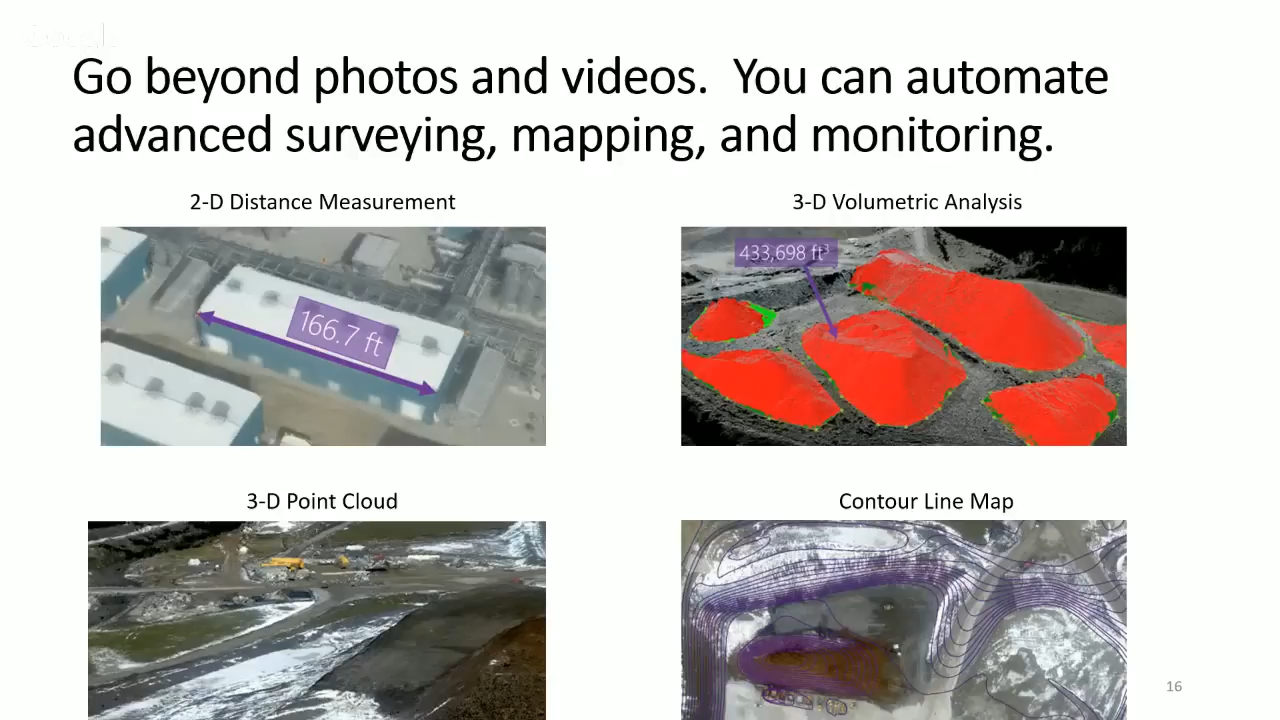 Go beyond photos and videos. You can automate
advanced surveying, mapping, and monitoring.
2-D Distance Measurement
3-D Volumetric Analysis
166.7 ft
433,698 ft³
3-D Point Cloud
Contour Line Map
16